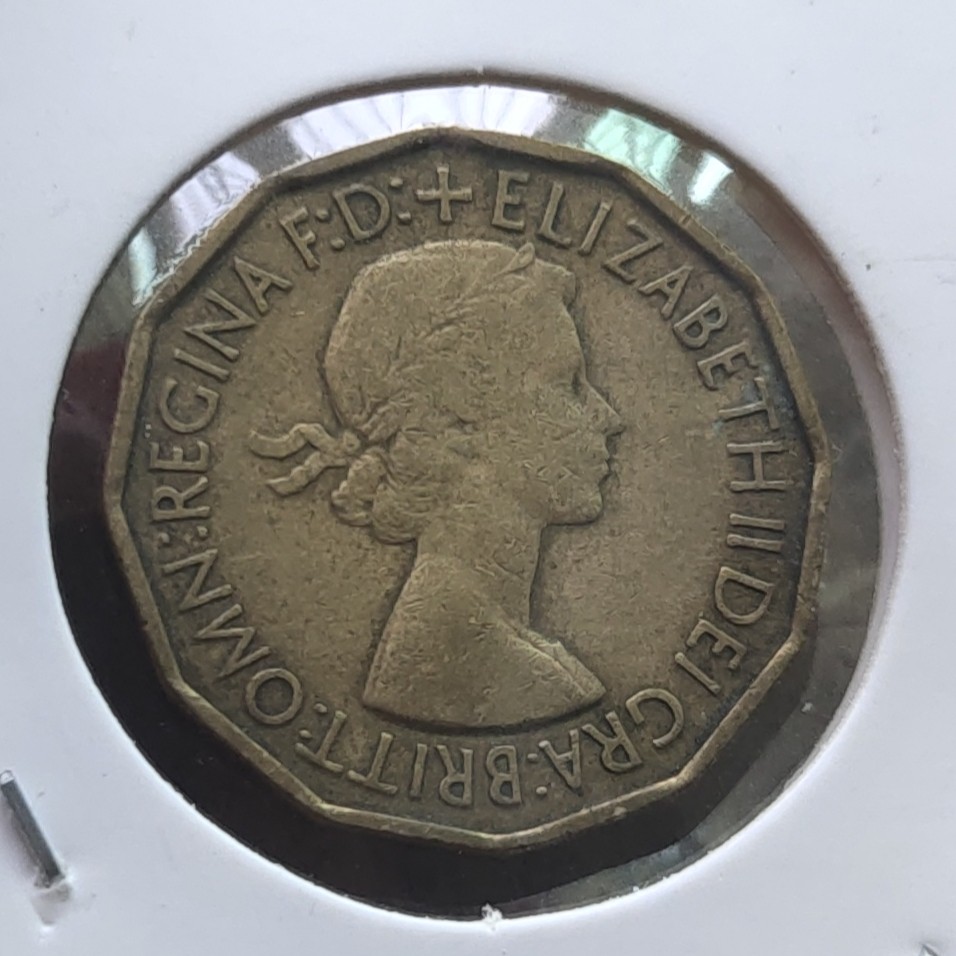 + ELIZABETH II DEI GRA:BRITT:OMN:REGINA F:D: